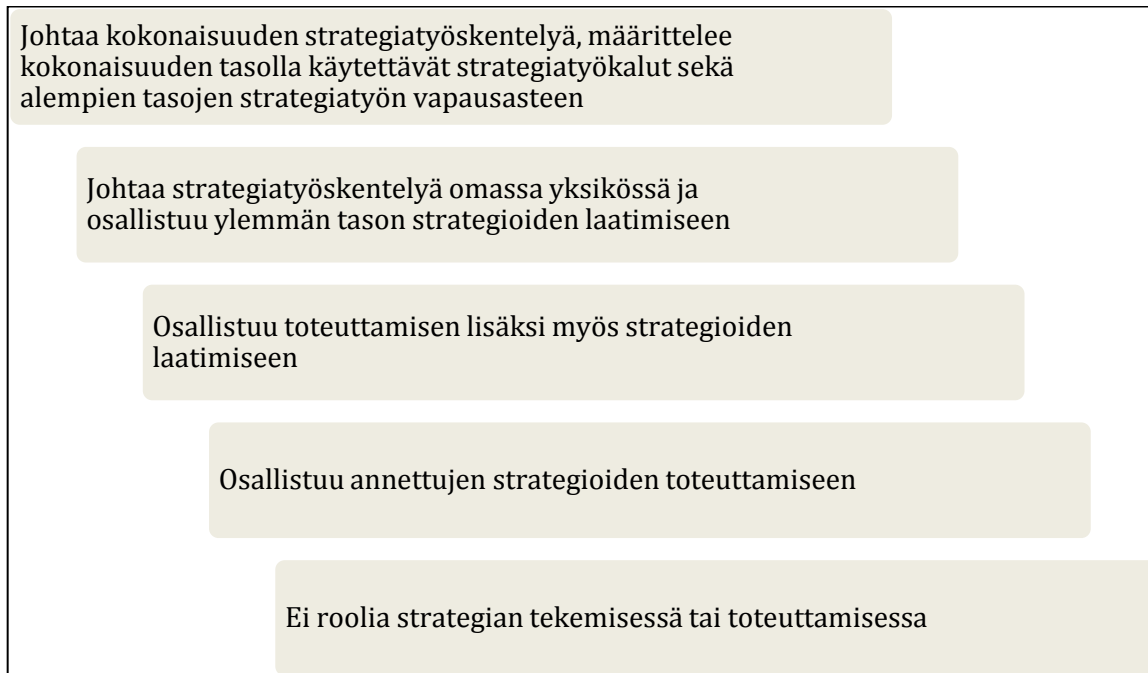 Johtaa kokonaisuuden strategiatyöskentelyä, määrittelee
kokonaisuuden tasolla käytettävät strategiatyökalut sekä
alempien tasojen strategiatyön vapausasteen
Johtaa strategiatyöskentelyä omassa yksikössä ja
osallistuu ylemmän tason strategioiden laatimiseen
Osallistuu toteuttamisen lisäksi myös strategioiden
laatimiseen
Osallistuu annettujen strategioiden toteuttamiseen
Ei roolia strategian tekemisessä tai toteuttamisessa